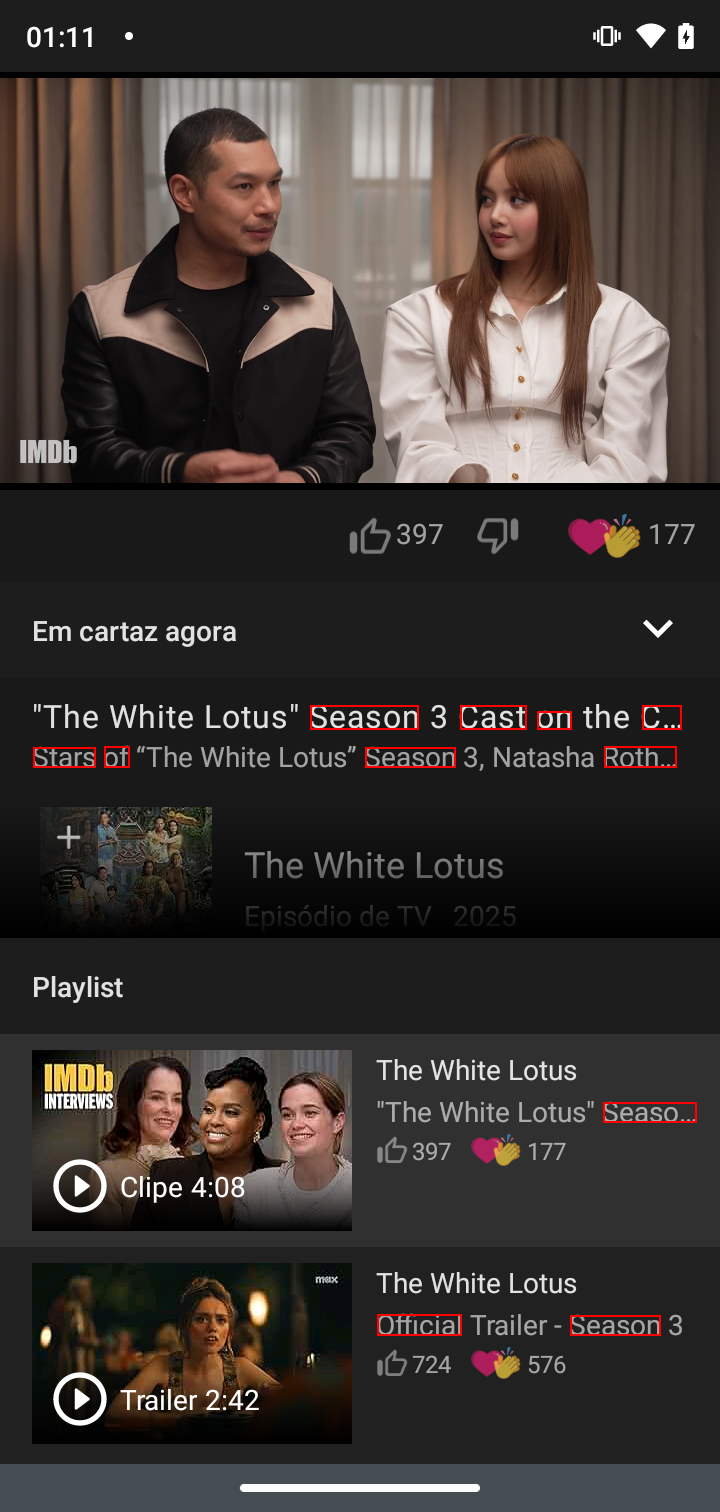 01:11
IMDb
397 177
Em cartaz agora
"The White Lotus" Season 3 Cast on the C…
Stars of “The White Lotus” Season 3, Natasha Roth…
The White Lotus
Episódio de TV 2025
Playlist
IMDb
INTERVIEWS
Clipe 4:08
The White Lotus
"The White Lotus" Seaso…
397 177
max
Trailer 2:42
The White Lotus
Official Trailer - Season 3
724 576